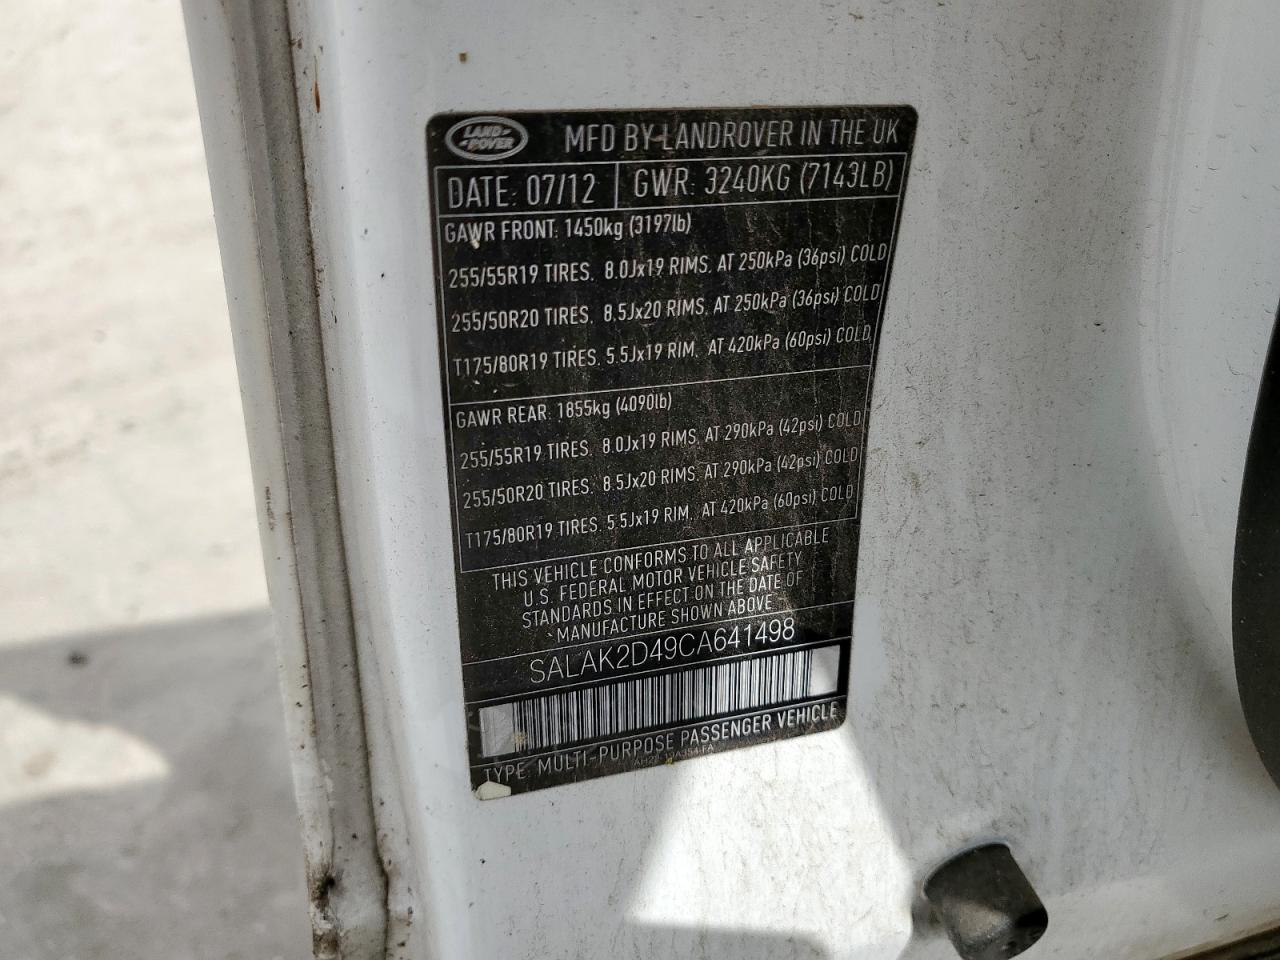 LAND-
-ROVER
MFD BY LANDROVER IN THE UK
DATE: 07/12 GWR: 3240KG (7143LB)
GAWR FRONT: 1450kg (3197lb)
255/55R19 TIRES, 8.0Jx19 RIMS, AT 250kPa (36psi) COLD
255/50R20 TIRES, 8.5Jx20 RIMS, AT 250kPa (36psi) COLD
T175/80R19 TIRES, 5.5Jx19 RIM, AT 420kPa (60psi) COLD
GAWR REAR: 1855kg (4090lb)
255/55R19 TIRES, 8.0Jx19 RIMS, AT 290kPa (42psi) COLD
255/50R20 TIRES, 8.5Jx20 RIMS, AT 290kPa (42psi) COLD
T175/80R19 TIRES, 5.5Jx19 RIM, AT 420kPa (60psi) COLD
THIS VEHICLE CONFORMS TO ALL APPLICABLE
U.S. FEDERAL MOTOR VEHICLE SAFETY
STANDARDS IN EFFECT ON THE DATE OF
MANUFACTURE SHOWN ABOVE
SALAK2D49CA641498
TYPE: MULTI-PURPOSE PASSENGER VEHICLE